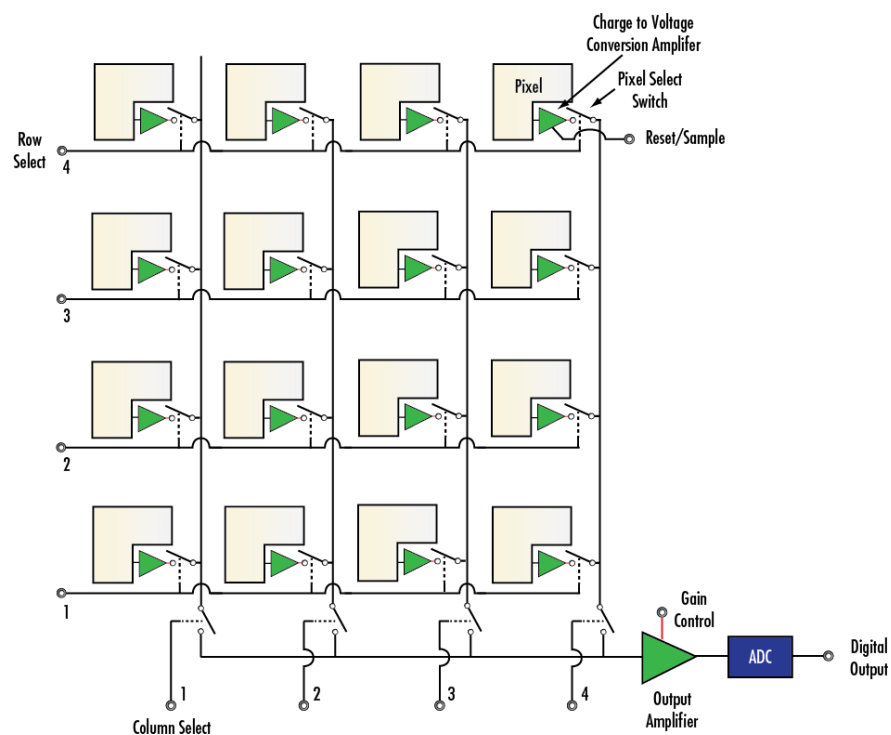 Charge to Voltage
Conversion Amplifer
Pixel
Pixel Select
Switch
Row
Select
4
Reset/Sample
3
2
1
Gain
Control
ADC
Digital
Output
Output
Amplifier
1
2
3
4
Column Select